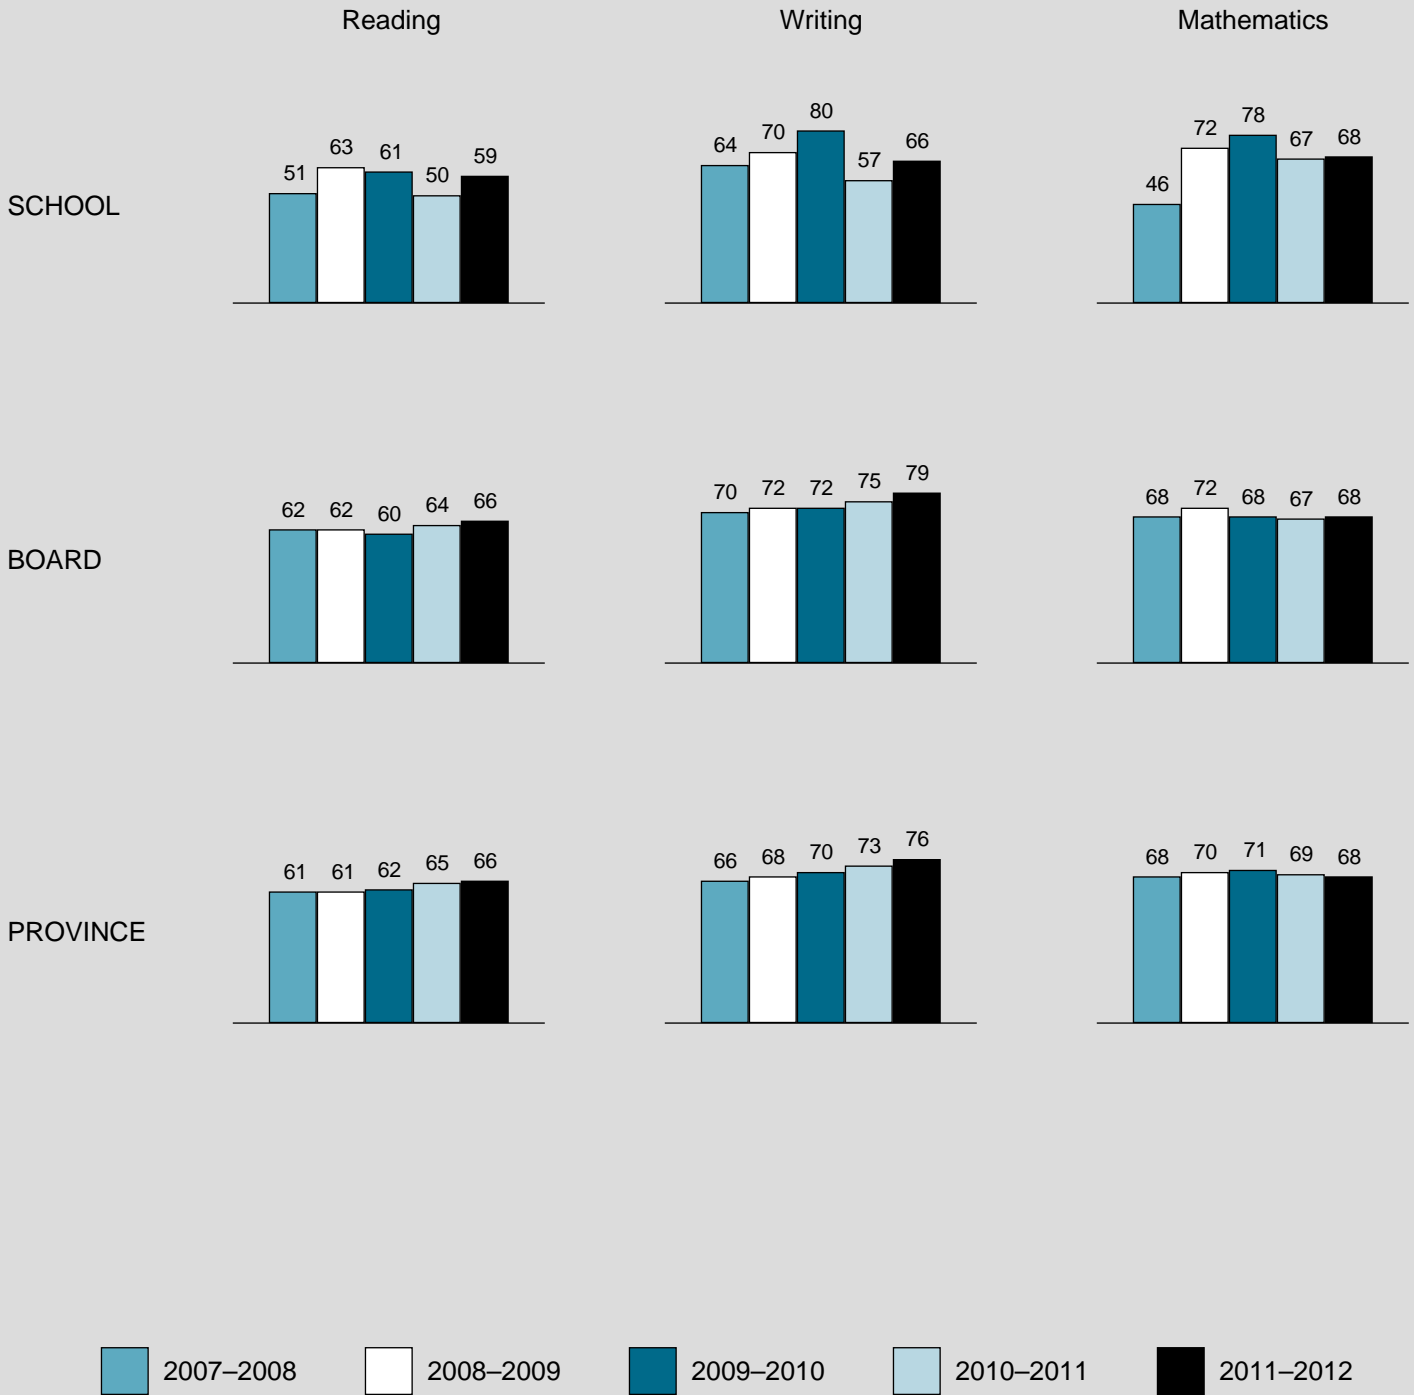 Reading Writing Mathematics
SCHOOL
51 63 61 50 59
64 70 80 57 66
46 72 78 67 68
BOARD
62 62 60 64 66
70 72 72 75 79
68 72 68 67 68
PROVINCE
61 61 62 65 66
66 68 70 73 76
68 70 71 69 68
2007–2008 2008–2009 2009–2010 2010–2011 2011–2012